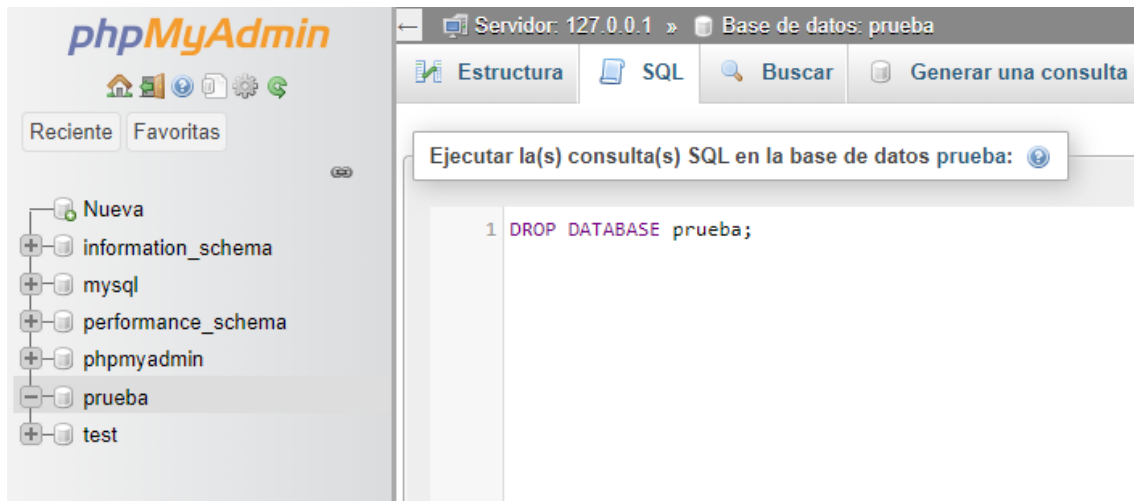 phpMyAdmin
Reciente Favoritas
Nueva
information_schema
mysql
performance_schema
phpmyadmin
prueba
test
← Servidor: 127.0.0.1 » Base de datos: prueba
Estructura SQL Buscar Generar una consulta
Ejecutar la(s) consulta(s) SQL en la base de datos prueba:
1 DROP DATABASE prueba;